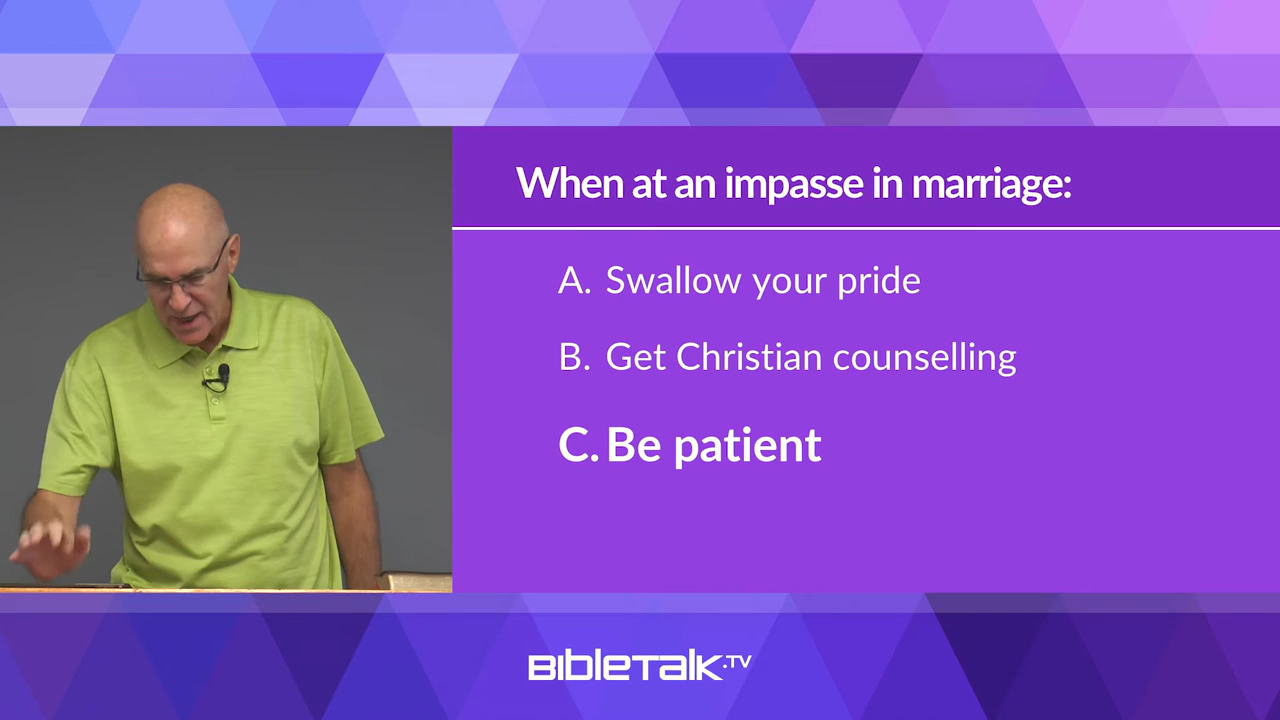 When at an impasse in marriage:
A. Swallow your pride
B. Get Christian counselling
C. Be patient
BIBLETALK.TV